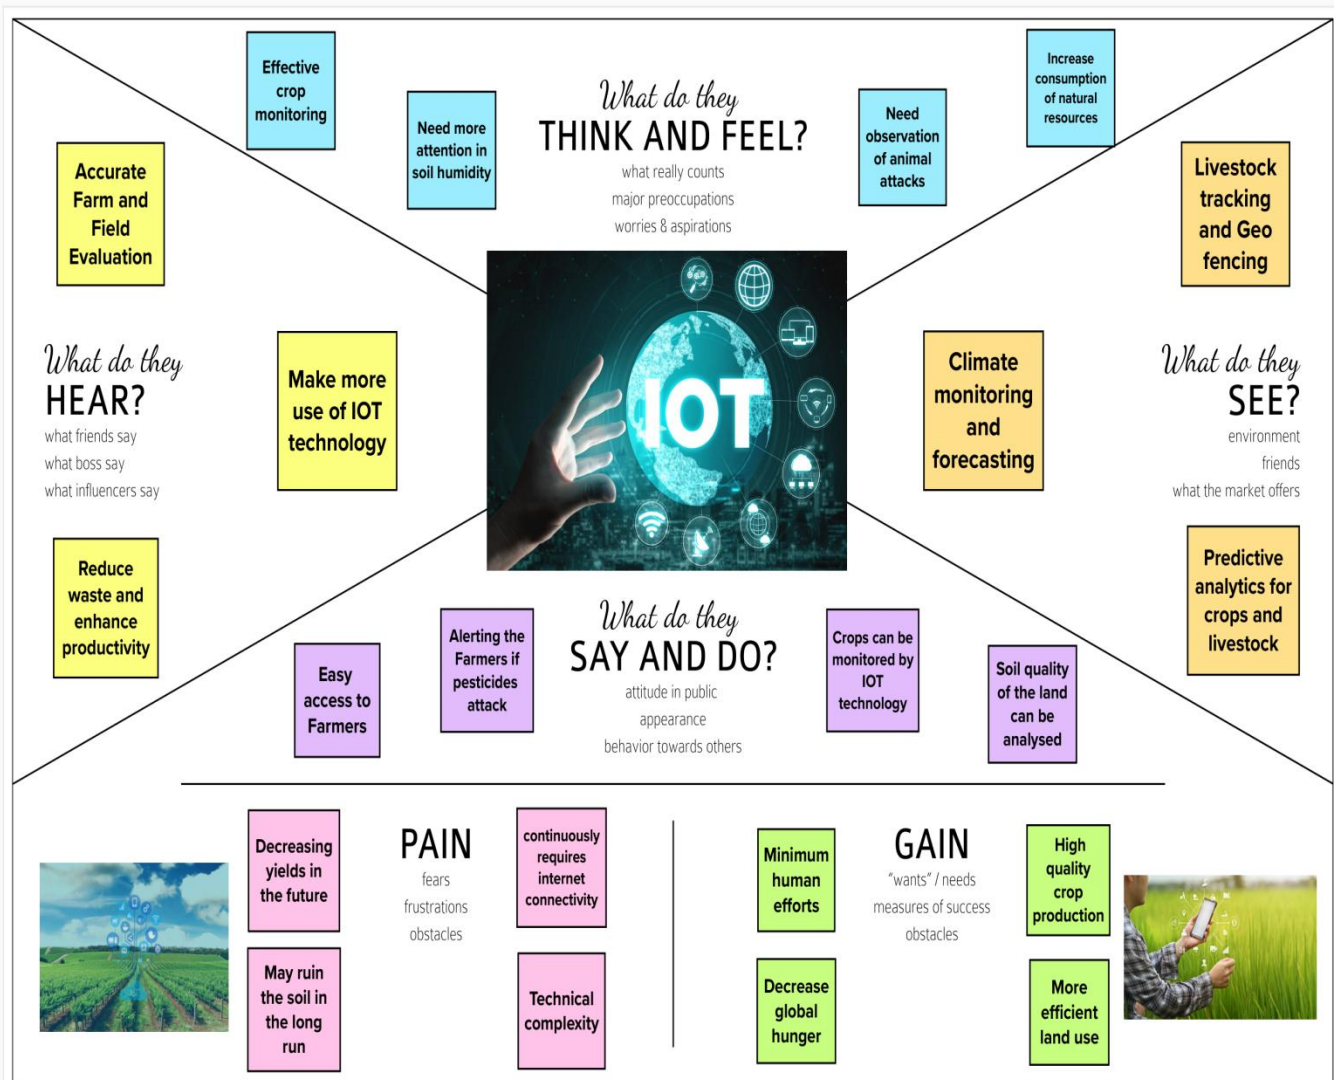 Effective
crop
monitoring
Need more
attention in
soil humidity
What do they
THINK AND FEEL?
what really counts
major preoccupations
worries & aspirations
Need
observation
of animal
attacks
Increase
consumption
of natural
resources
Accurate
Farm and
Field
Evaluation
What do they
HEAR?
what friends say
what boss say
what influencers say
Make more
use of IOT
technology
Reduce
waste and
enhance
productivity
IOT
Livestock
tracking
and Geo
fencing
Climate
monitoring
and
forecasting
What do they
SEE?
environment
friends
what the market offers
Predictive
analytics for
crops and
livestock
Easy
access to
Farmers
Alerting the
Farmers if
pesticides
attack
What do they
SAY AND DO?
attitude in public
appearance
behavior towards others
Crops can be
monitored by
IOT
technology
Soil quality
of the land
can be
analysed
Decreasing
yields in
the future
May ruin
the soil in
the long
run
PAIN
fears
frustrations
obstacles
continuously
requires
internet
connectivity
Technical
complexity
Minimum
human
efforts
Decrease
global
hunger
GAIN
"wants" / needs
measures of success
obstacles
High
quality
crop
production
More
efficient
land use